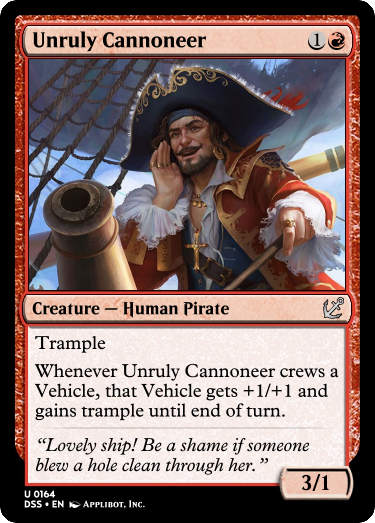 Unruly Cannoneer 1
Creature — Human Pirate
Trample
Whenever Unruly Cannoneer crews a
Vehicle, that Vehicle gets +1/+1 and
gains trample until end of turn.
“Lovely ship! Be a shame if someone
blew a hole clean through her.”
3/1
U 0164
DSS • EN Applibot, Inc.